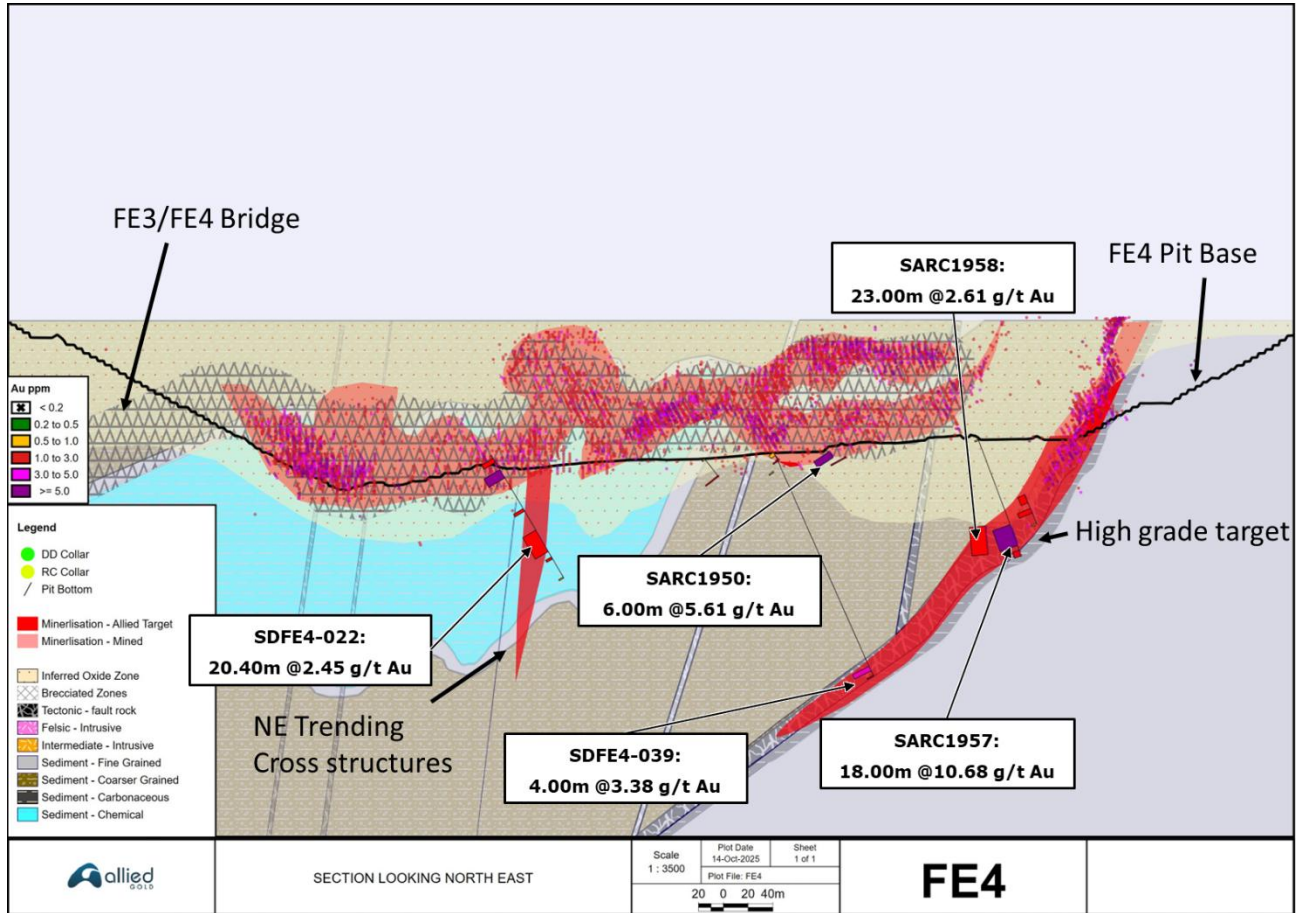 FE3/FE4 Bridge
SARC1958:
23.00m @2.61 g/t Au
FE4 Pit Base
Au ppm
< 0.2
0.2 to 0.5
0.5 to 1.0
1.0 to 3.0
3.0 to 5.0
>= 5.0
Legend
DD Collar
RC Collar
Pit Bottom
Minerlisation - Allied Target
Minerlisation - Mined
Inferred Oxide Zone
Brecciated Zones
Tectonic - fault rock
Felsic - Intrusive
Intermediate - Intrusive
Sediment - Fine Grained
Sediment - Coarser Grained
Sediment - Carbonaceous
Sediment - Chemical
High grade target
SARC1950:
6.00m @5.61 g/t Au
SDFE4-022:
20.40m @2.45 g/t Au
NE Trending
Cross structures
SDFE4-039:
4.00m @3.38 g/t Au
SARC1957:
18.00m @10.68 g/t Au
allied
GOLD
SECTION LOOKING NORTH EAST
Scale
1 : 3500
Plot Date
14-Oct-2025
Sheet
1 of 1
Plot File: FE4
20 0 20 40m
FE4